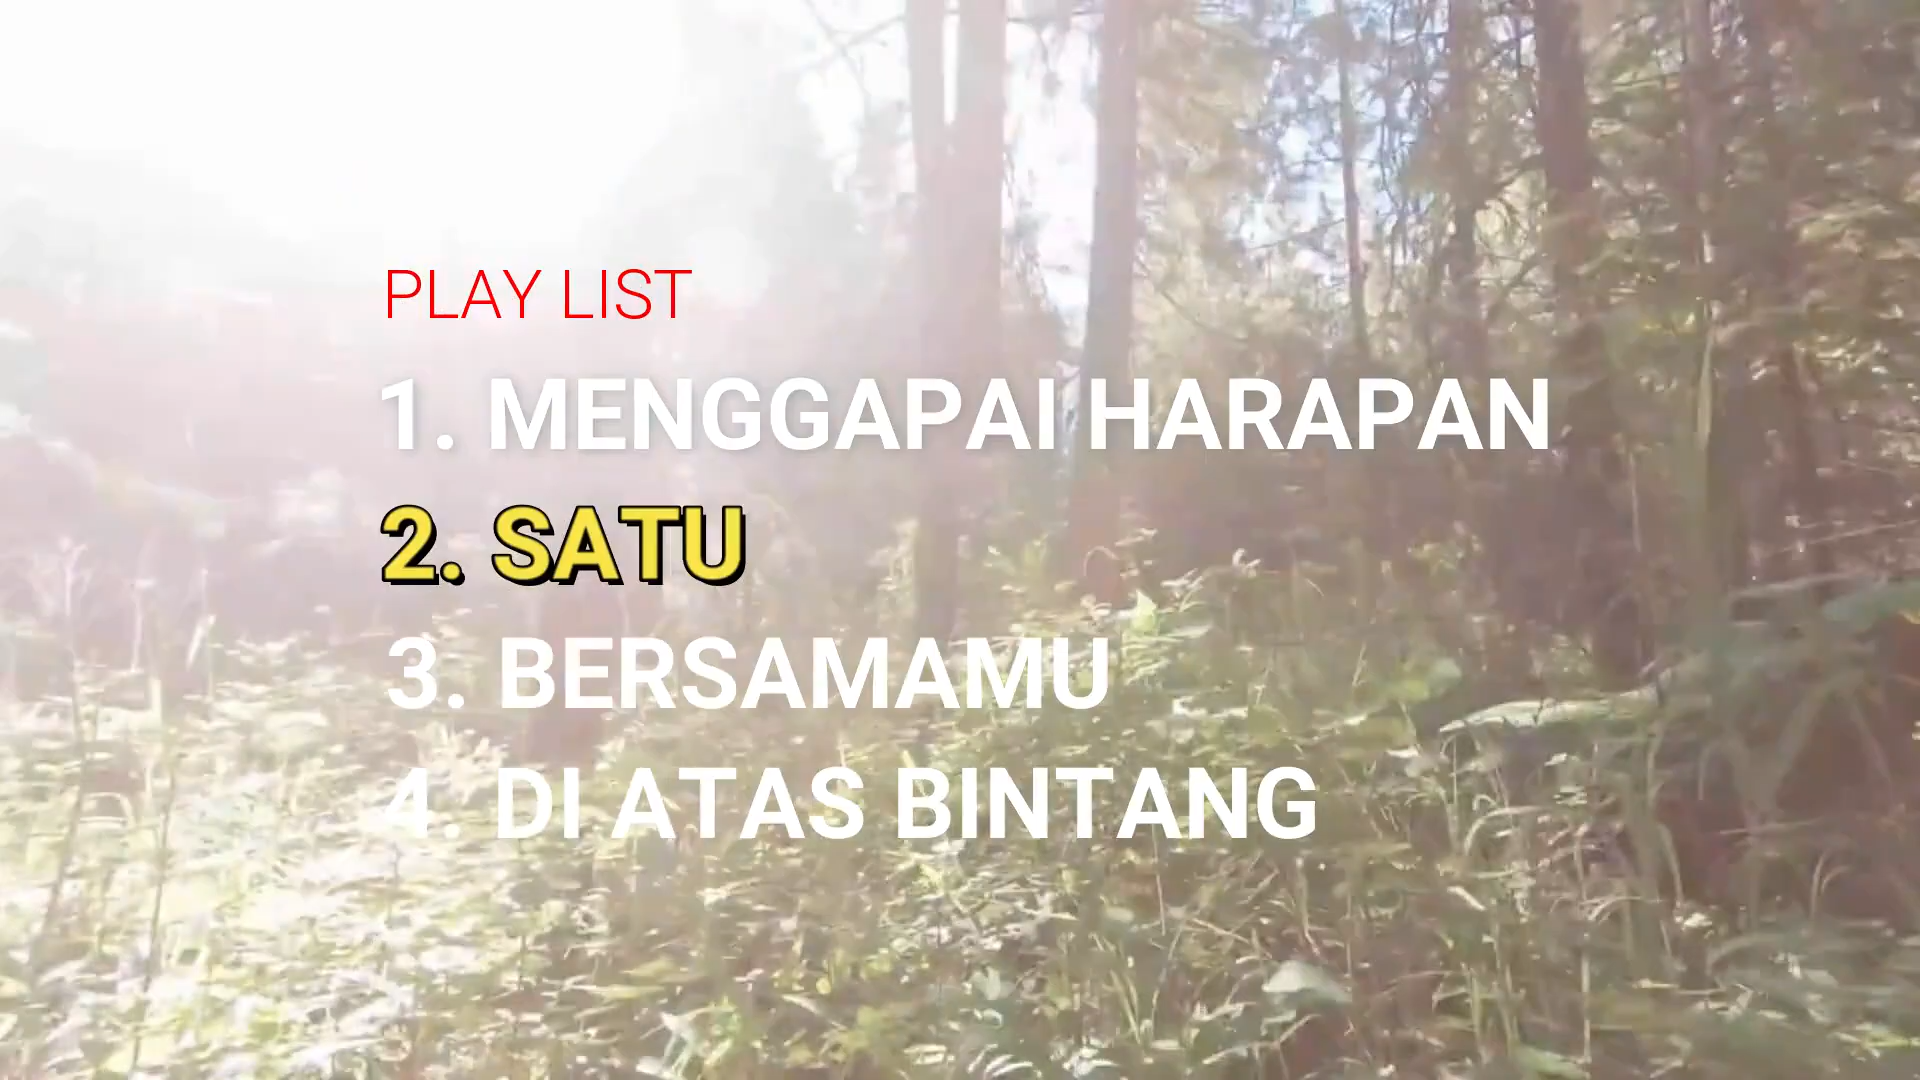 PLAY LIST
1. MENGGAPAI HARAPAN
2. SATU
3. BERSAMAMU
4. DI ATAS BINTANG